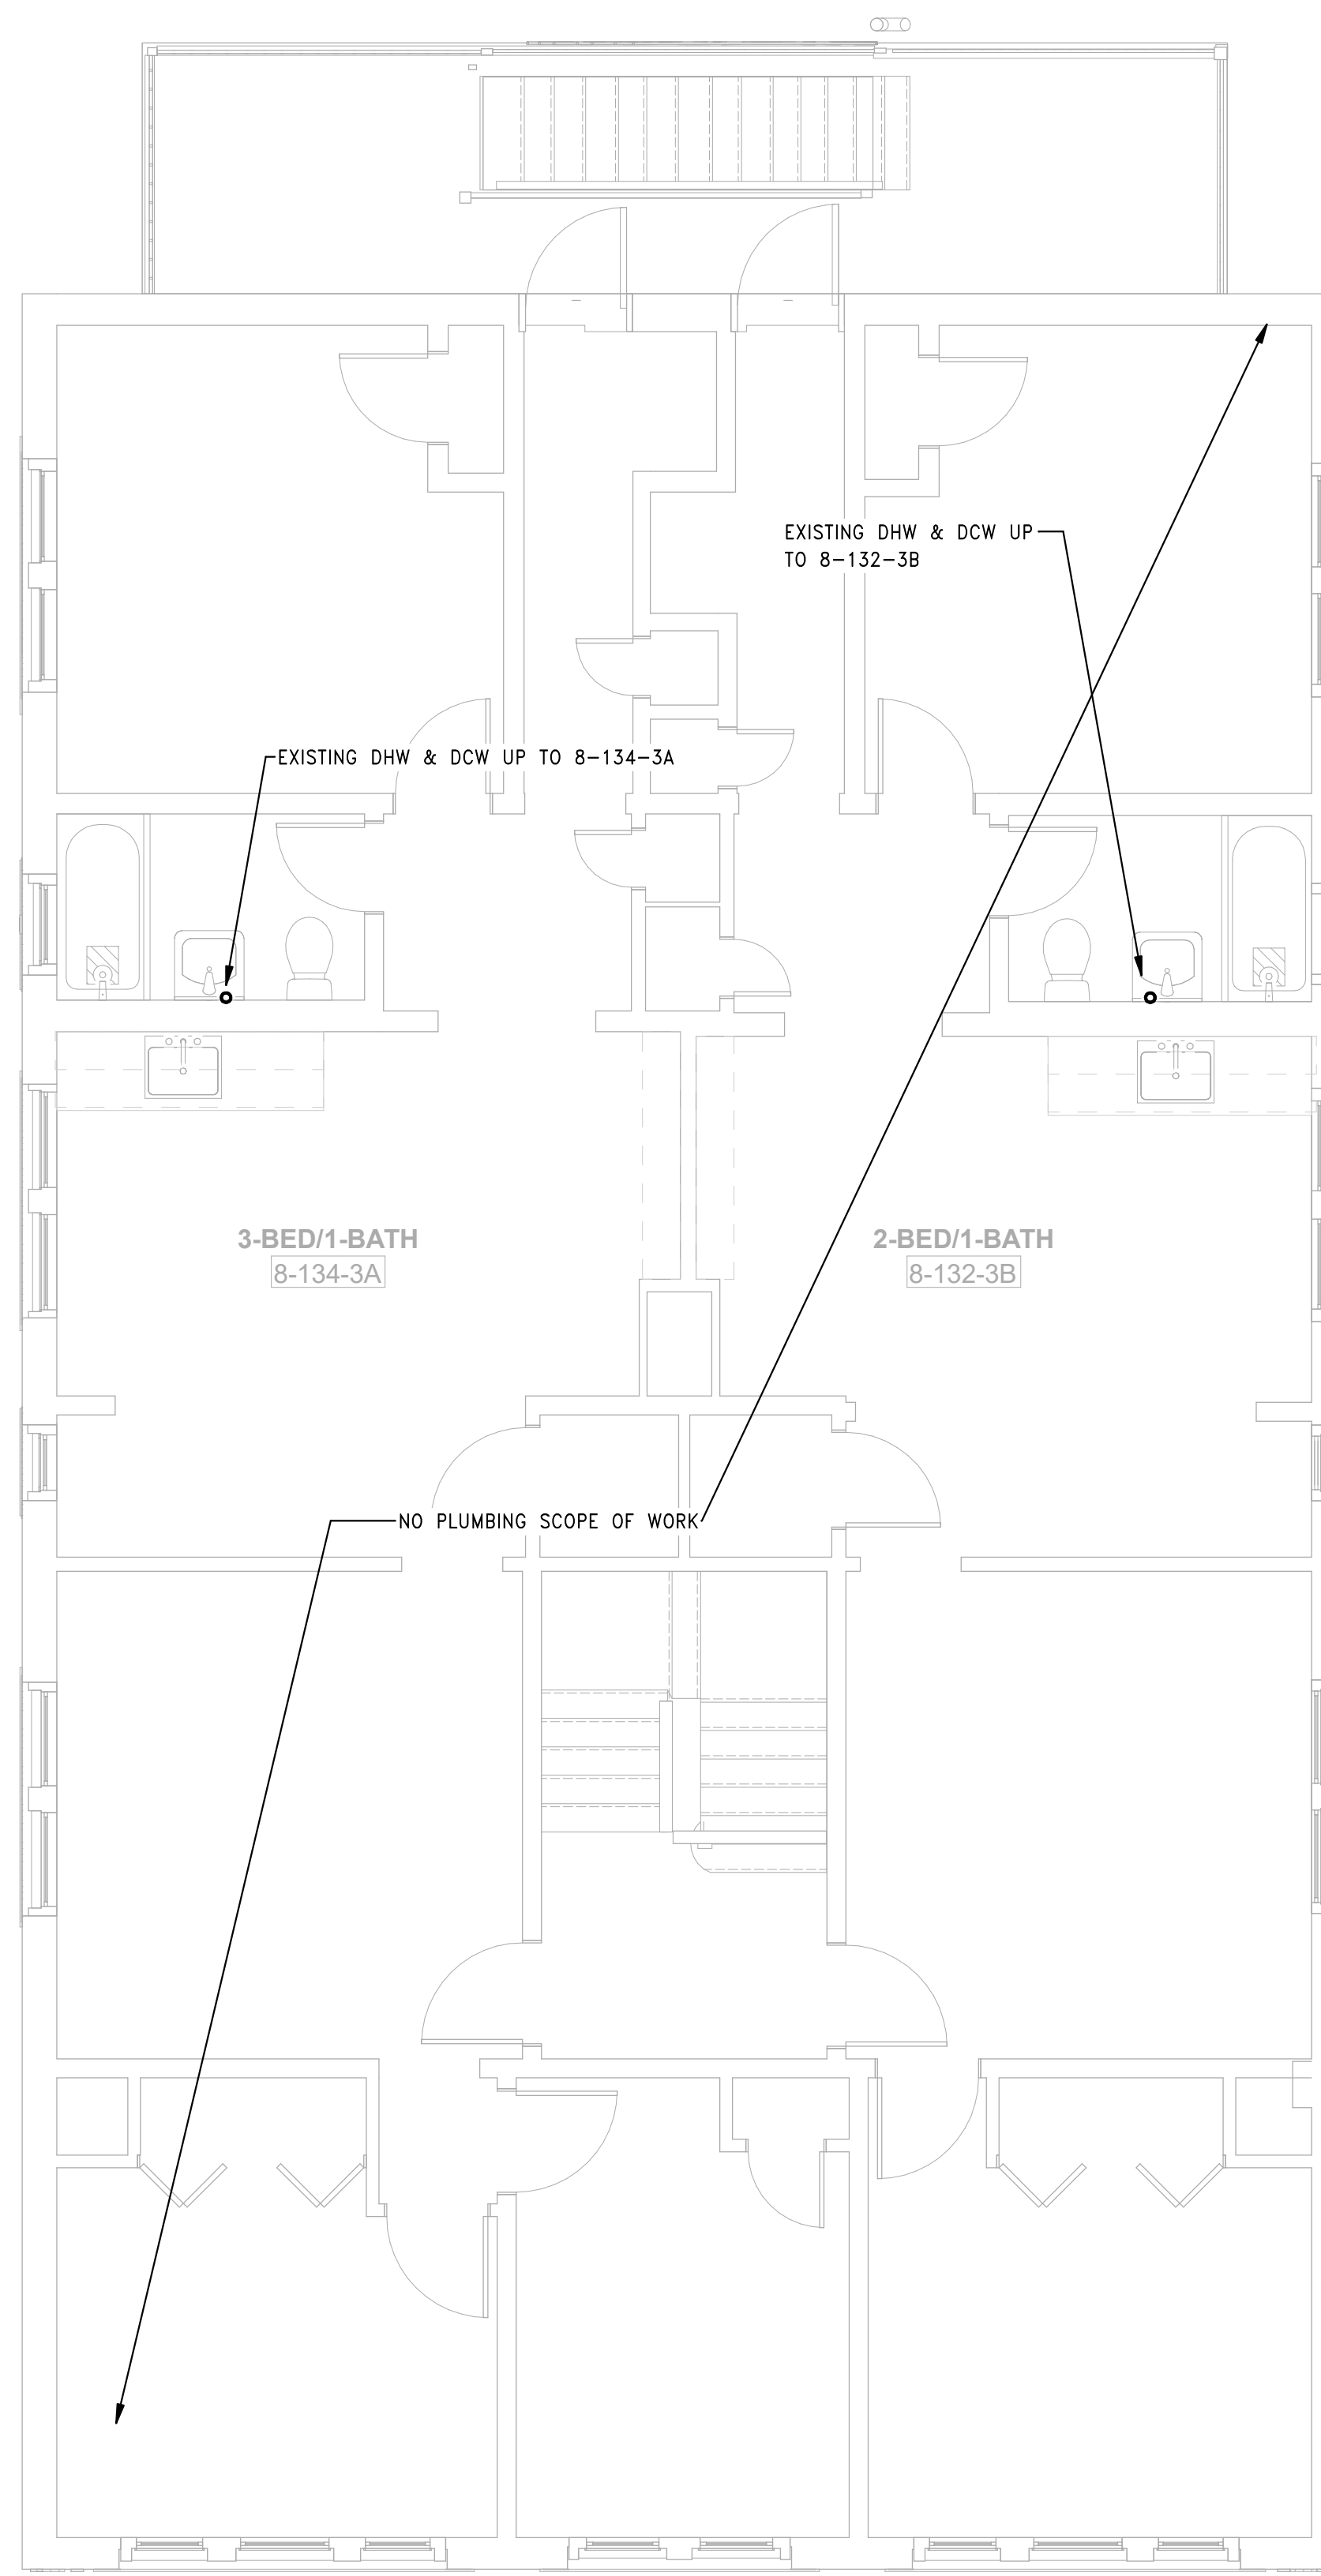 EXISTING DHW & DCW UP
TO 8-132-3B
EXISTING DHW & DCW UP TO 8-134-3A
3-BED/1-BATH
8-134-3A
2-BED/1-BATH
8-132-3B
NO PLUMBING SCOPE OF WORK